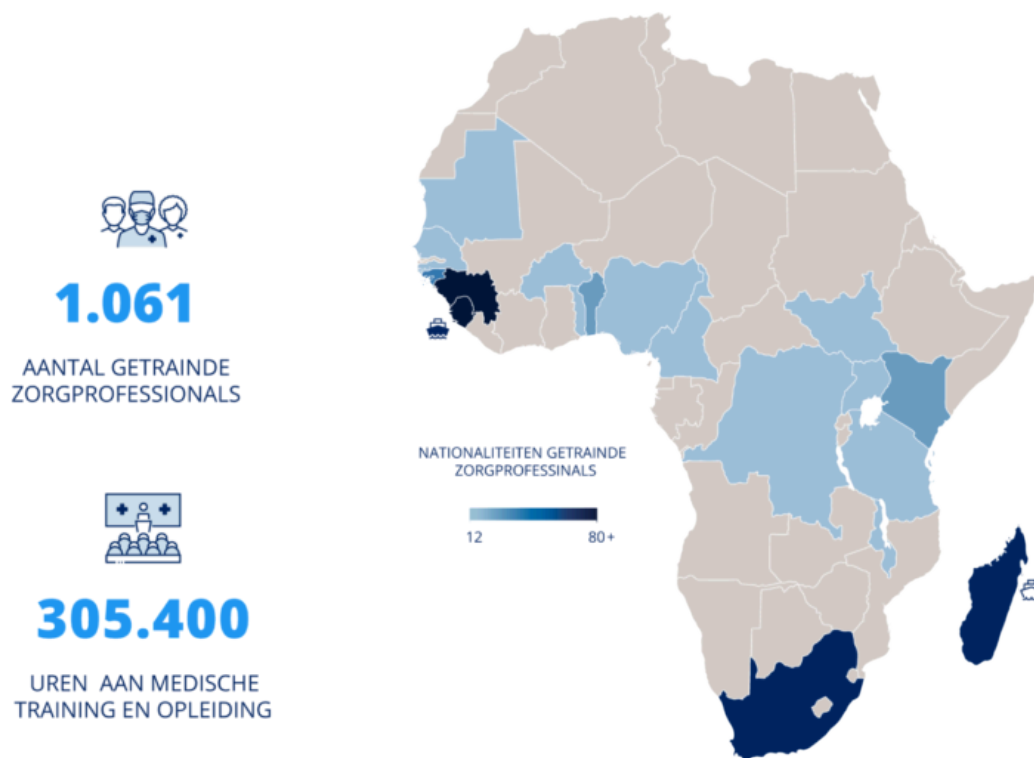 1.061
AANTAL GETRAINDE
ZORGPROFESSIONALS
305.400
UREN AAN MEDISCHE
TRAINING EN OPLEIDING
NATIONALITEITEN GETRAINDE
ZORGPROFESSINALS
12
80+